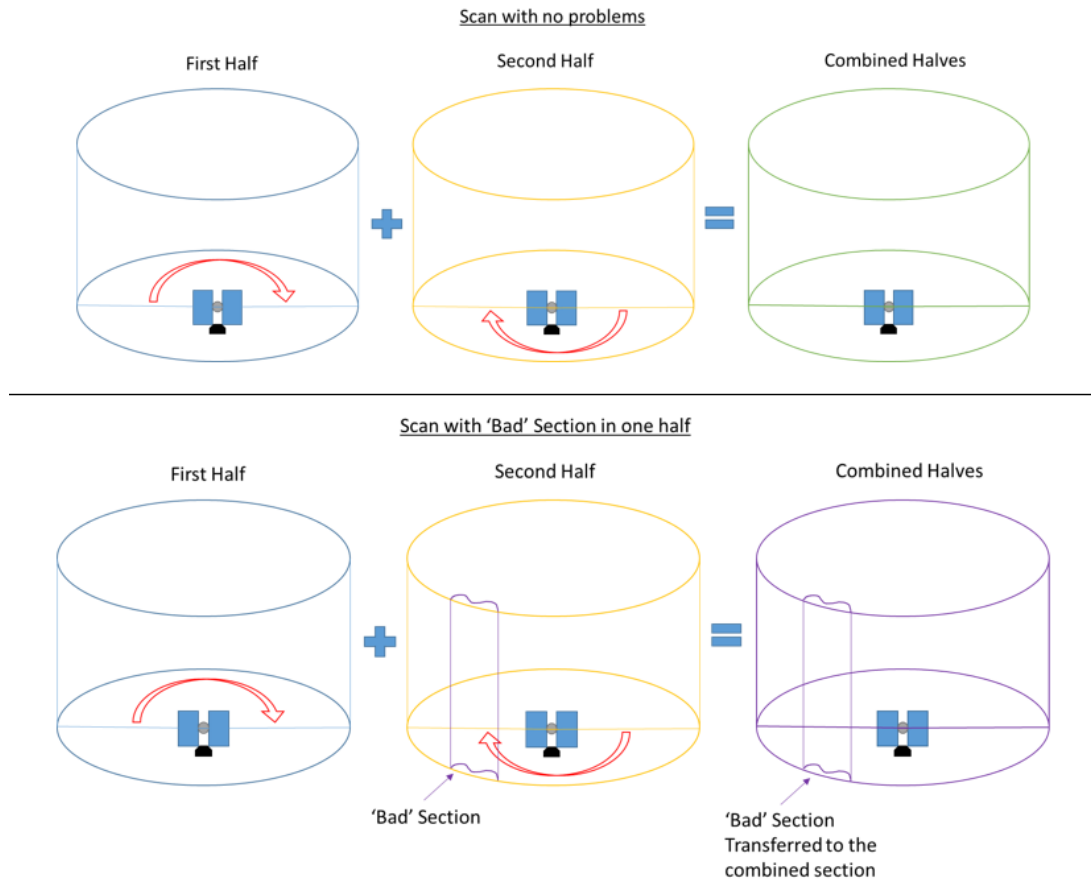 Scan with no problems
First Half
Second Half
Combined Halves
Scan with ‘Bad’ Section in one half
First Half
Second Half
Combined Halves
‘Bad’ Section
‘Bad’ Section
Transferred to the
combined section